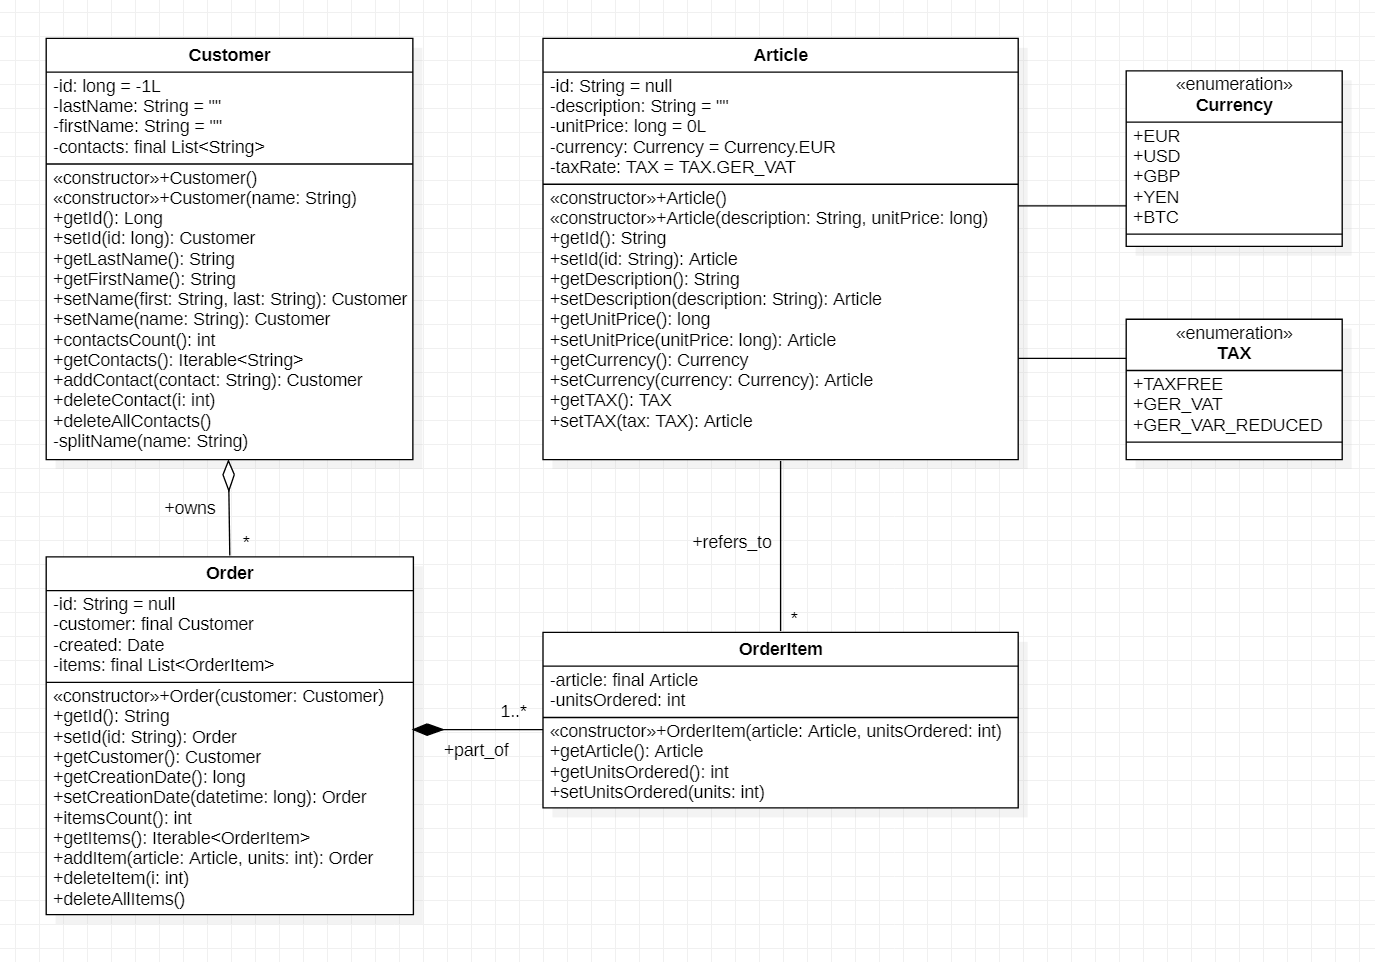 Customer
-id: long = -1L
-lastName: String = ""
-firstName: String = ""
-contacts: final List<String>
«constructor»+Customer()
«constructor»+Customer(name: String)
+getId(): Long
+setId(id: long): Customer
+getLastName(): String
+getFirstName(): String
+setName(first: String, last: String): Customer
+setName(name: String): Customer
+contactsCount(): int
+getContacts(): Iterable<String>
+addContact(contact: String): Customer
+deleteContact(i: int)
+deleteAllContacts()
-splitName(name: String)
Article
-id: String = null
-description: String = ""
-unitPrice: long = 0L
-currency: Currency = Currency.EUR
-taxRate: TAX = TAX.GER_VAT
«constructor»+Article()
«constructor»+Article(description: String, unitPrice: long)
+getId(): String
+setId(id: String): Article
+getDescription(): String
+setDescription(description: String): Article
+getUnitPrice(): long
+setUnitPrice(unitPrice: long): Article
+getCurrency(): Currency
+setCurrency(currency: Currency): Article
+getTAX(): TAX
+setTAX(tax: TAX): Article
«enumeration»
Currency
+EUR
+USD
+GBP
+YEN
+BTC
«enumeration»
TAX
+TAXFREE
+GER_VAT
+GER_VAR_REDUCED
+owns
*
+refers_to
*
Order
-id: String = null
-customer: final Customer
-created: Date
-items: final List<OrderItem>
«constructor»+Order(customer: Customer)
+getId(): String
+setId(id: String): Order
+getCustomer(): Customer
+getCreationDate(): long
+setCreationDate(datetime: long): Order
+itemsCount(): int
+getItems(): Iterable<OrderItem>
+addItem(article: Article, units: int): Order
+deleteItem(i: int)
+deleteAllItems()
1..*
+part_of
OrderItem
-article: final Article
-unitsOrdered: int
«constructor»+OrderItem(article: Article, unitsOrdered: int)
+getArticle(): Article
+getUnitsOrdered(): int
+setUnitsOrdered(units: int)